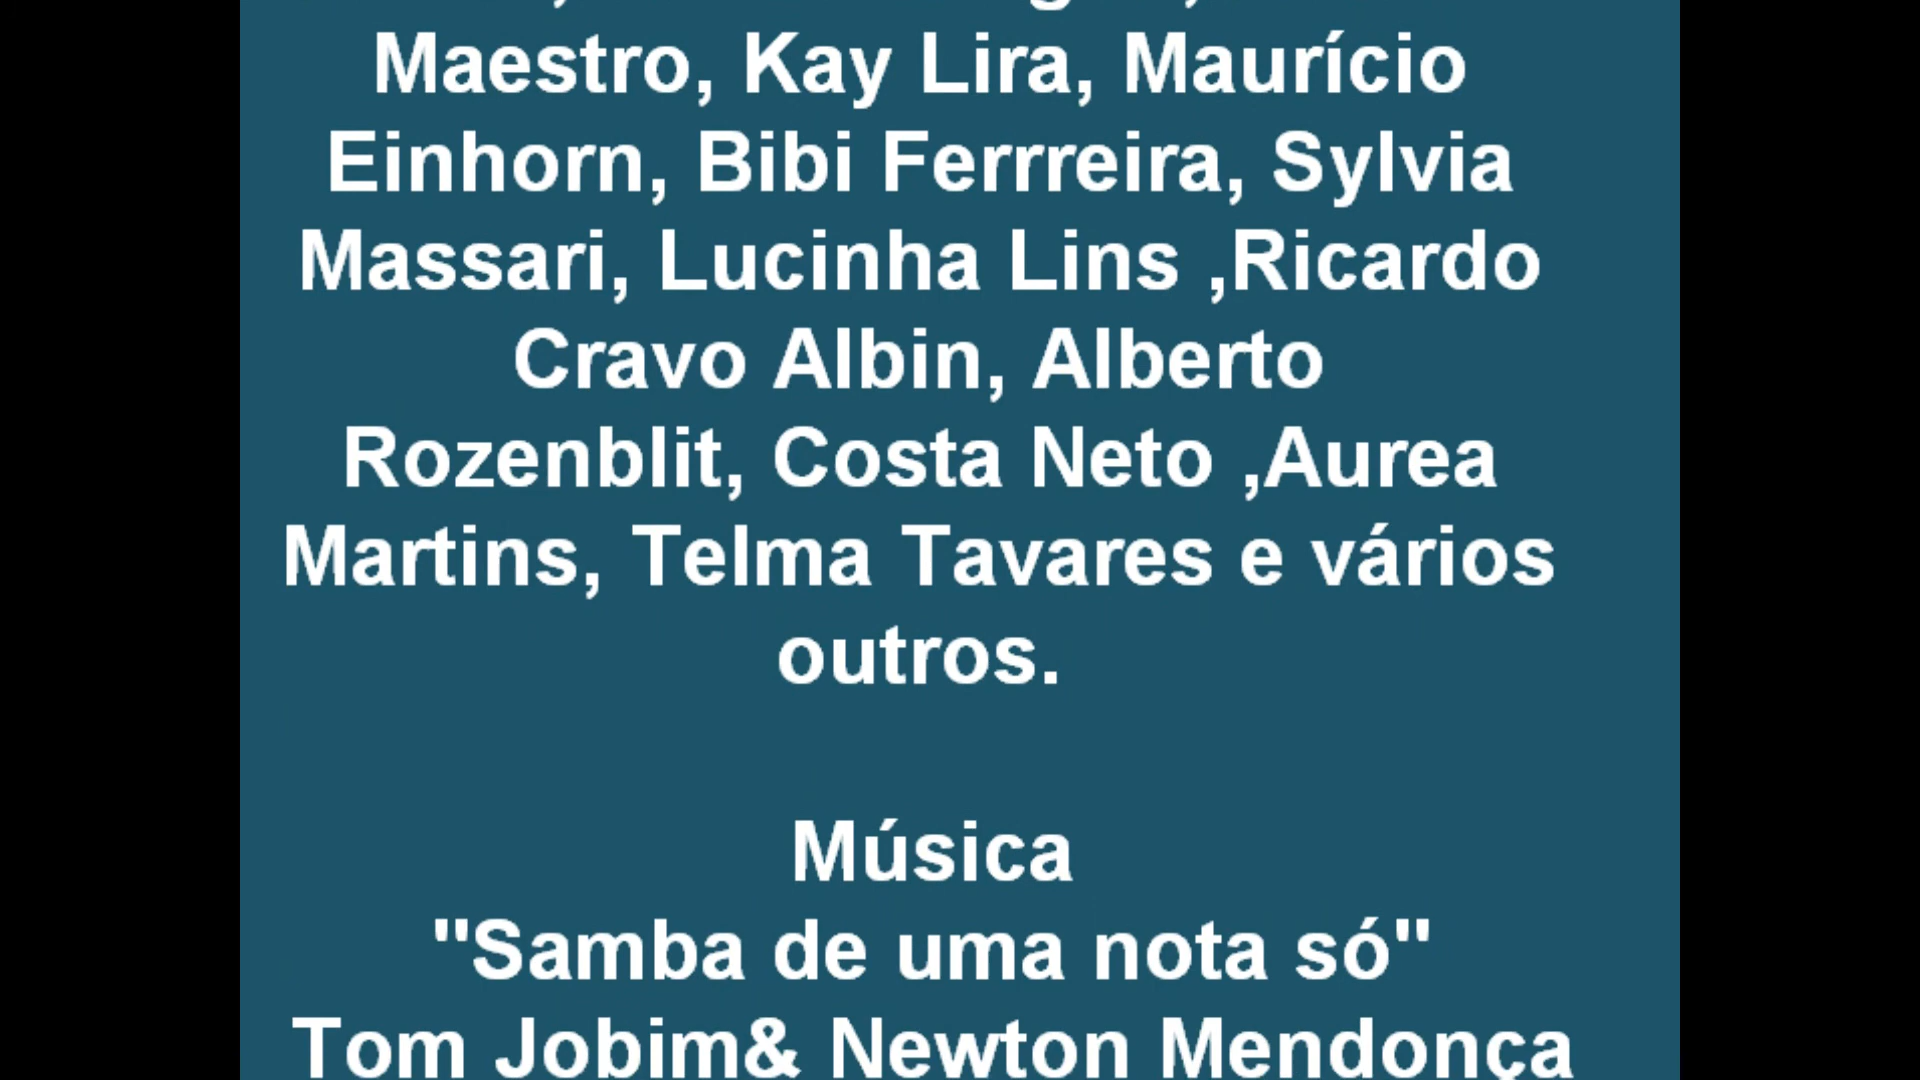 Maestro, Kay Lira, Maurício
Einhorn, Bibi Ferrreira, Sylvia
Massari, Lucinha Lins ,Ricardo
Cravo Albin, Alberto
Rozenblit, Costa Neto ,Aurea
Martins, Telma Tavares e vários
outros.
Música
"Samba de uma nota só"
Tom Jobim& Newton Mendonça